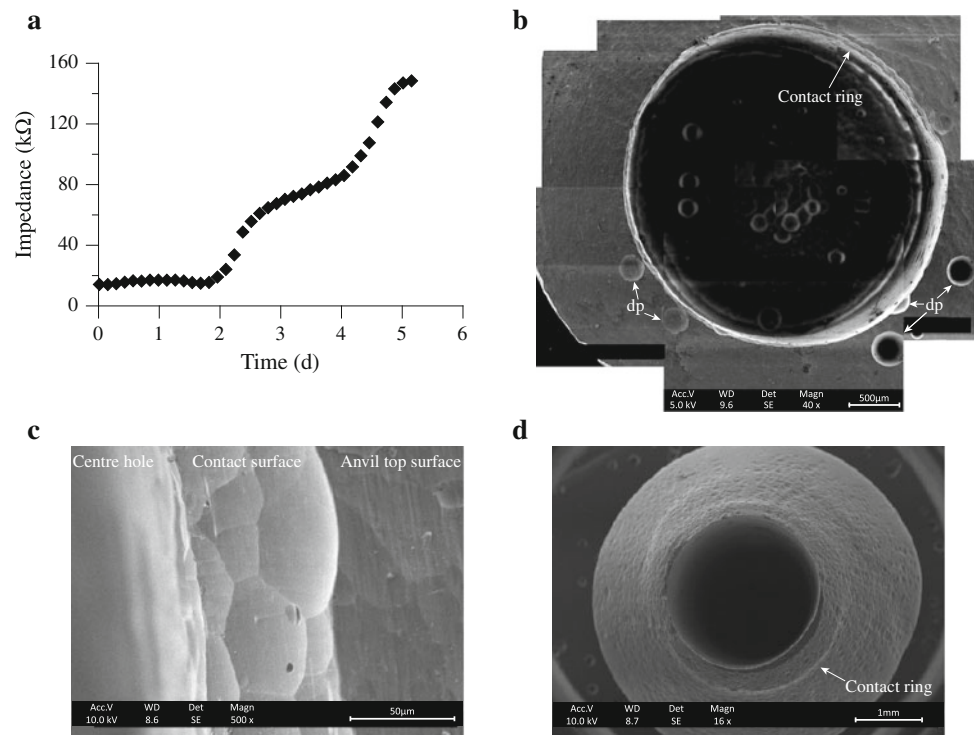 a
160
120
80
40
0
Impedance (kΩ)
0 1 2 3 4 5 6
Time (d)
b
Contact ring
dp
dp
Acc.V WD Det Magn
5.0 kV 9.6 SE 40 x 500µm
c
Centre hole Contact surface Anvil top surface
Acc.V WD Det Magn
10.0 kV 8.6 SE 500 x 50µm
d
Contact ring
Acc.V WD Det Magn
10.0 kV 8.7 SE 16 x 1mm